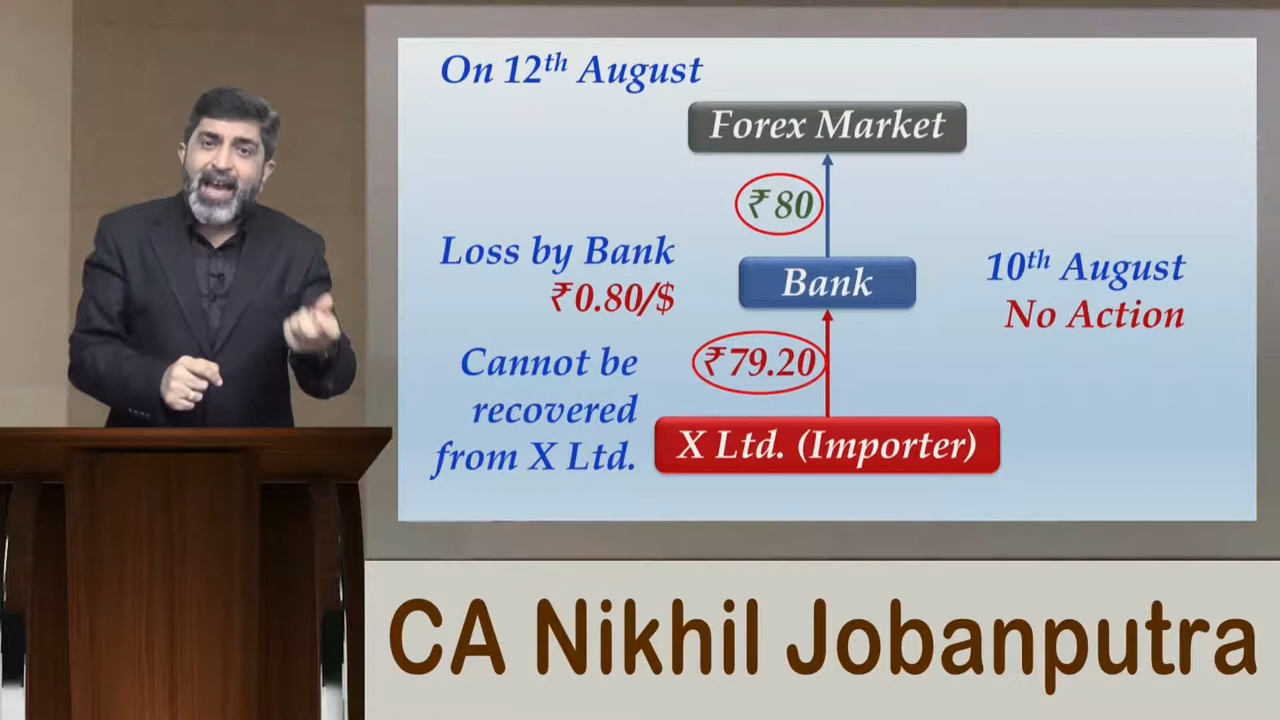 On 12th August
Forex Market
₹80
Loss by Bank
₹0.80/$
Bank
10th August
No Action
Cannot be
recovered
from X Ltd.
₹79.20
X Ltd. (Importer)
CA Nikhil Jobanputra